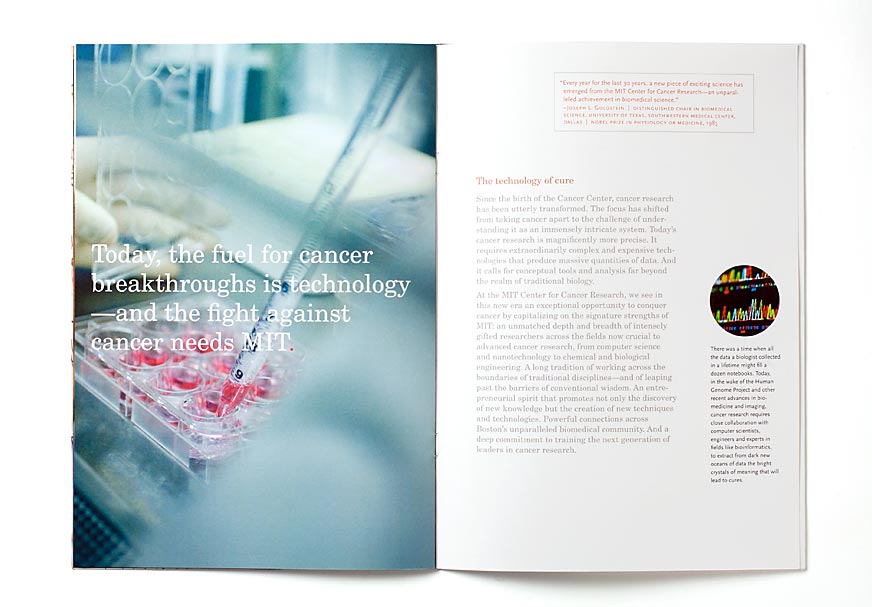 Today, the fuel for cancer
breakthroughs is technology
—and the fight against
cancer needs MIT.
"Every year for the last 30 years, a new piece of exciting science has
emerged from the MIT Center for Cancer Research—an unparal-
leled achievement in biomedical science."
–Joseph L. Goldstein | Distinguished Chair in Biomedical
Science, University of Texas, Southwestern Medical Center,
Dallas | Nobel Prize in Physiology or Medicine, 1985
The technology of cure
Since the birth of the Cancer Center, cancer research
has been utterly transformed. The focus has shifted
from taking cancer apart to the challenge of under-
standing it as an immensely intricate system. Today's
cancer research is magnificently more precise. It
requires extraordinarily complex and expensive tech-
nologies that produce massive quantities of data. And
it calls for conceptual tools and analysis far beyond
the realm of traditional biology.
At the MIT Center for Cancer Research, we see in
this new era an exceptional opportunity to conquer
cancer by capitalizing on the signature strengths of
MIT: an unmatched depth and breadth of intensely
gifted researchers across the fields now crucial to
advanced cancer research, from computer science
and nanotechnology to chemical and biological
engineering. A long tradition of working across the
boundaries of traditional disciplines—and of leaping
past the barriers of conventional wisdom. An entre-
preneurial spirit that promotes not only the discovery
of new knowledge but the creation of new techniques
and technologies. Powerful connections across
Boston's unparalleled biomedical community. And a
deep commitment to training the next generation of
leaders in cancer research.
There was a time when all
the data a biologist collected
in a lifetime might fill a
dozen notebooks. Today,
in the wake of the Human
Genome Project and other
recent advances in bio-
medicine and imaging,
cancer research requires
close collaboration with
computer scientists,
engineers and experts in
fields like bioinformatics,
to extract from dark new
oceans of data the bright
crystals of meaning that will
lead to cures.